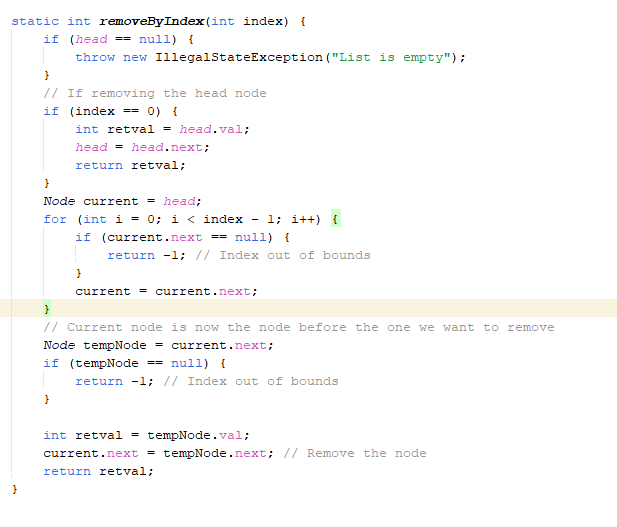 static int removeByIndex(int index) {
    if (head == null) {
        throw new IllegalStateException("List is empty");
    }
    // If removing the head node
    if (index == 0) {
        int retval = head.val;
        head = head.next;
        return retval;
    }
    Node current = head;
    for (int i = 0; i < index - 1; i++) {
        if (current.next == null) {
            return -1; // Index out of bounds
        }
        current = current.next;
    }
    // Current node is now the node before the one we want to remove
    Node tempNode = current.next;
    if (tempNode == null) {
        return -1; // Index out of bounds
    }

    int retval = tempNode.val;
    current.next = tempNode.next; // Remove the node
    return retval;
}